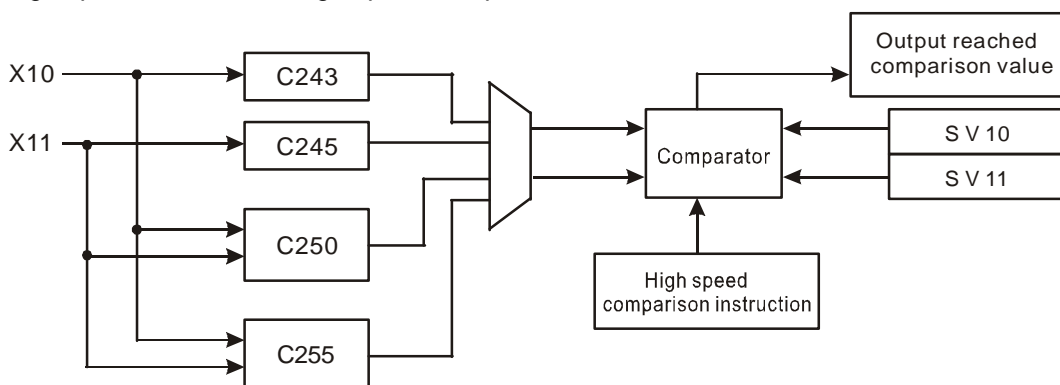 X10
X11
C243
C245
C250
C255
Comparator
High speed
comparison instruction
Output reached
comparison value
S V 10
S V 11